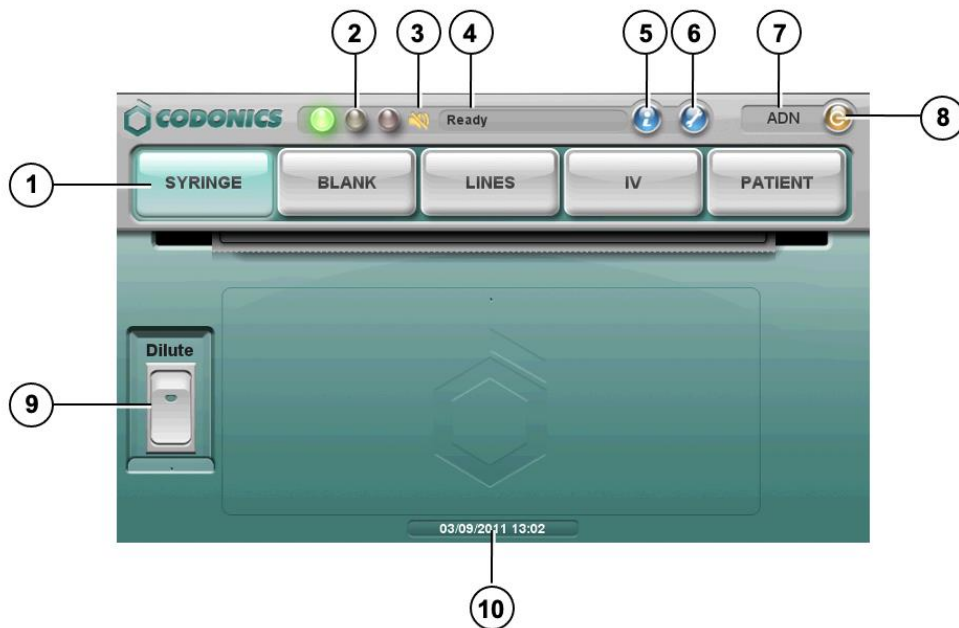 2
3
4
5
6
7
CODONICS
Ready
ADN
8
1
SYRINGE
BLANK
LINES
IV
PATIENT
Dilute
9
03/09/2011 13:02
10